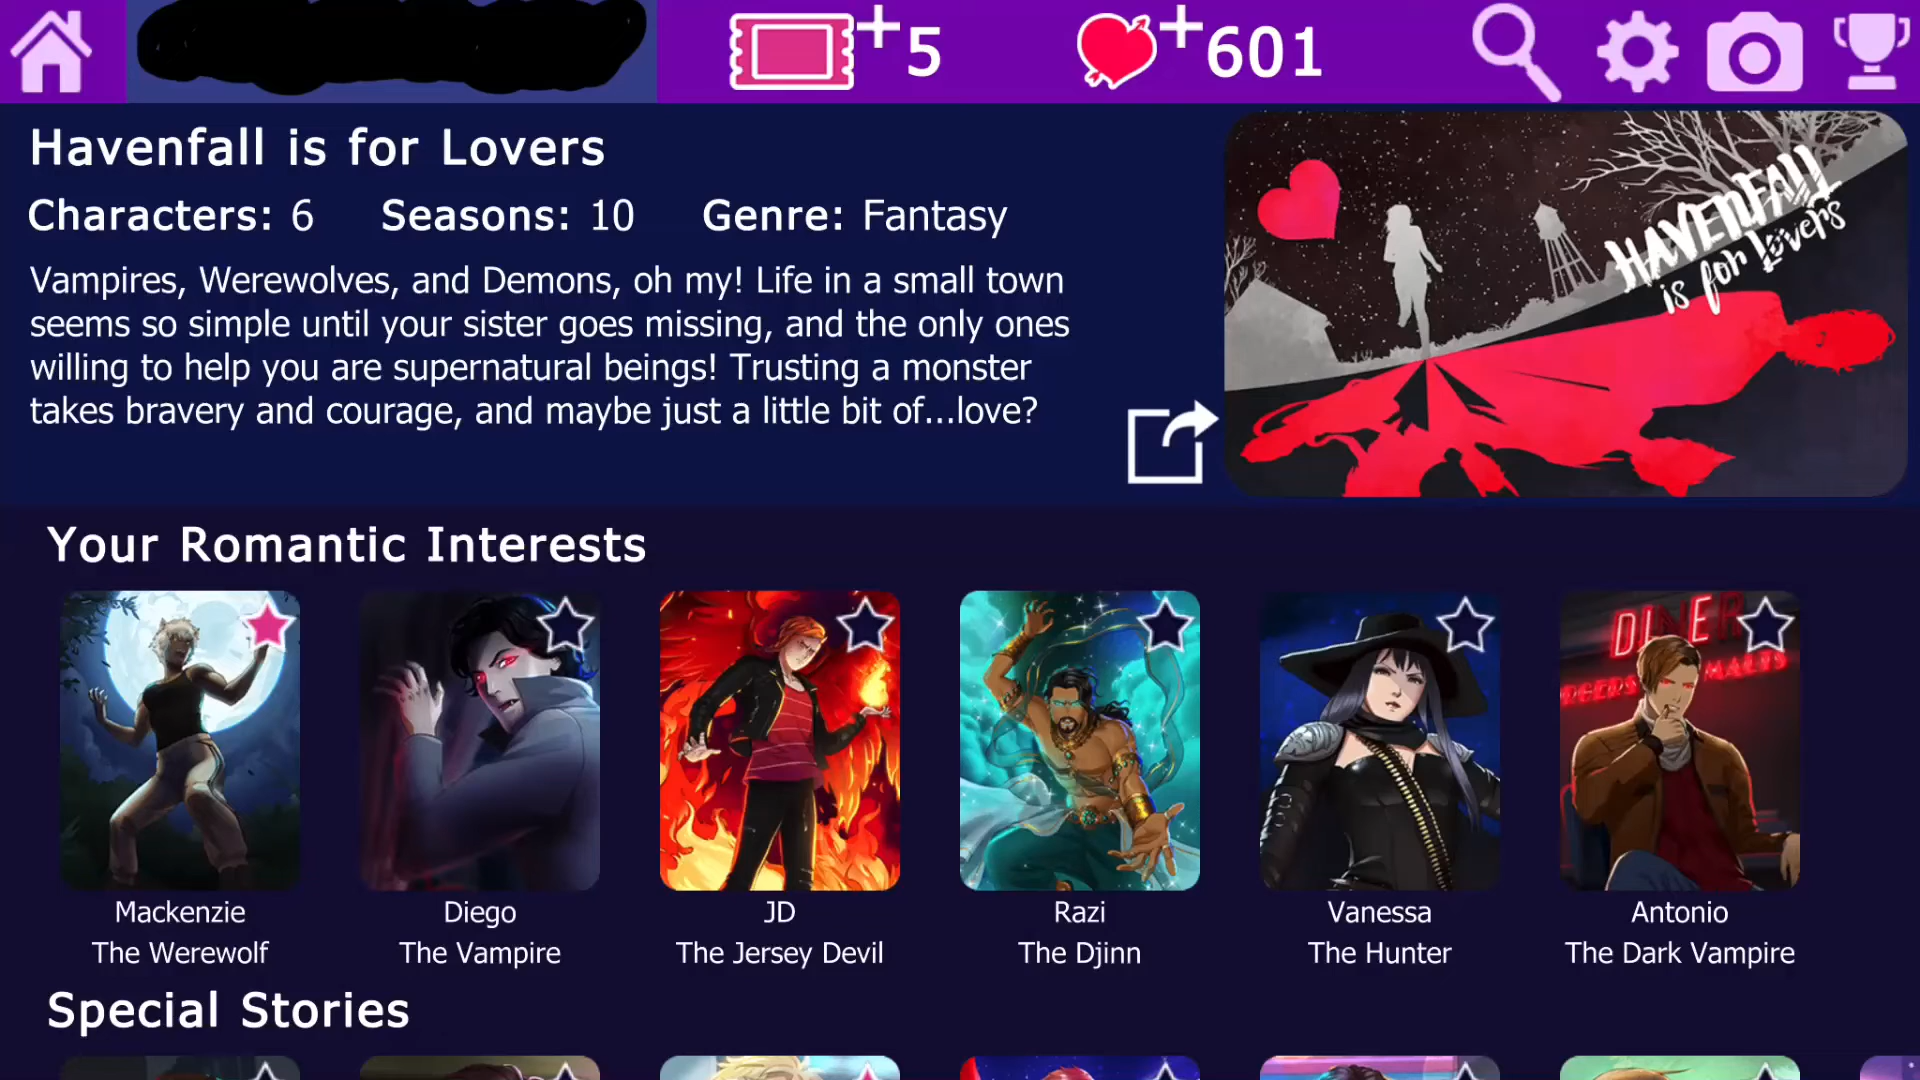 5
601
Havenfall is for Lovers
Characters: 6 Seasons: 10 Genre: Fantasy
Vampires, Werewolves, and Demons, oh my! Life in a small town
seems so simple until your sister goes missing, and the only ones
willing to help you are supernatural beings! Trusting a monster
takes bravery and courage, and maybe just a little bit of...love?
HAVENFALL
is for Lovers
Your Romantic Interests
DINER
MALTS
Mackenzie
The Werewolf
Diego
The Vampire
JD
The Jersey Devil
Razi
The Djinn
Vanessa
The Hunter
Antonio
The Dark Vampire
Special Stories